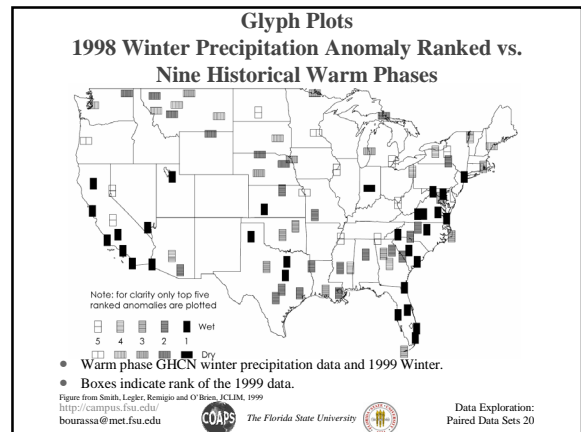 Glyph Plots
1998 Winter Precipitation Anomaly Ranked vs.
Nine Historical Warm Phases
Note: for clarity only top five
ranked anomalies are plotted
Wet
5 4 3 2 1
Dry
• Warm phase GHCN winter precipitation data and 1999 Winter.
• Boxes indicate rank of the 1999 data.
Figure from Smith, Legler, Remigio and O'Brien, JCLIM, 1999
http://campus.fsu.edu/
bourassa@met.fsu.edu
COAPS
The Florida State University
Data Exploration:
Paired Data Sets 20